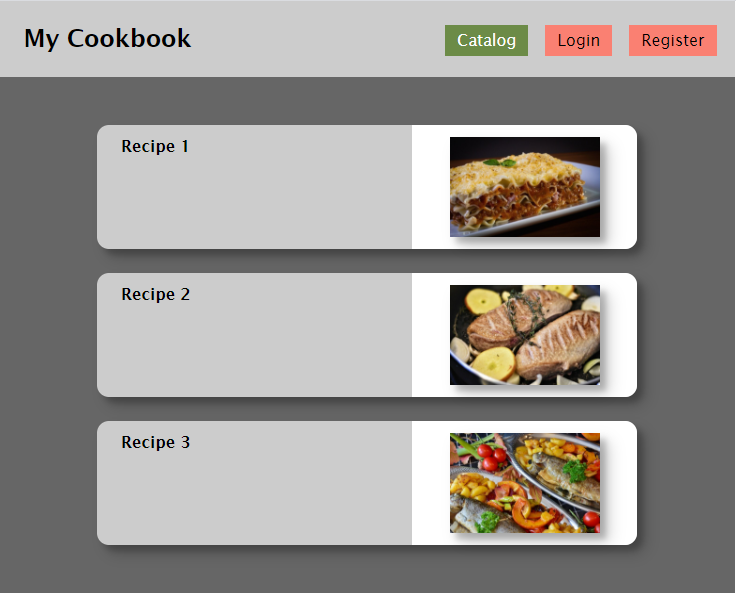 My Cookbook
Catalog Login Register
Recipe 1
Recipe 2
Recipe 3